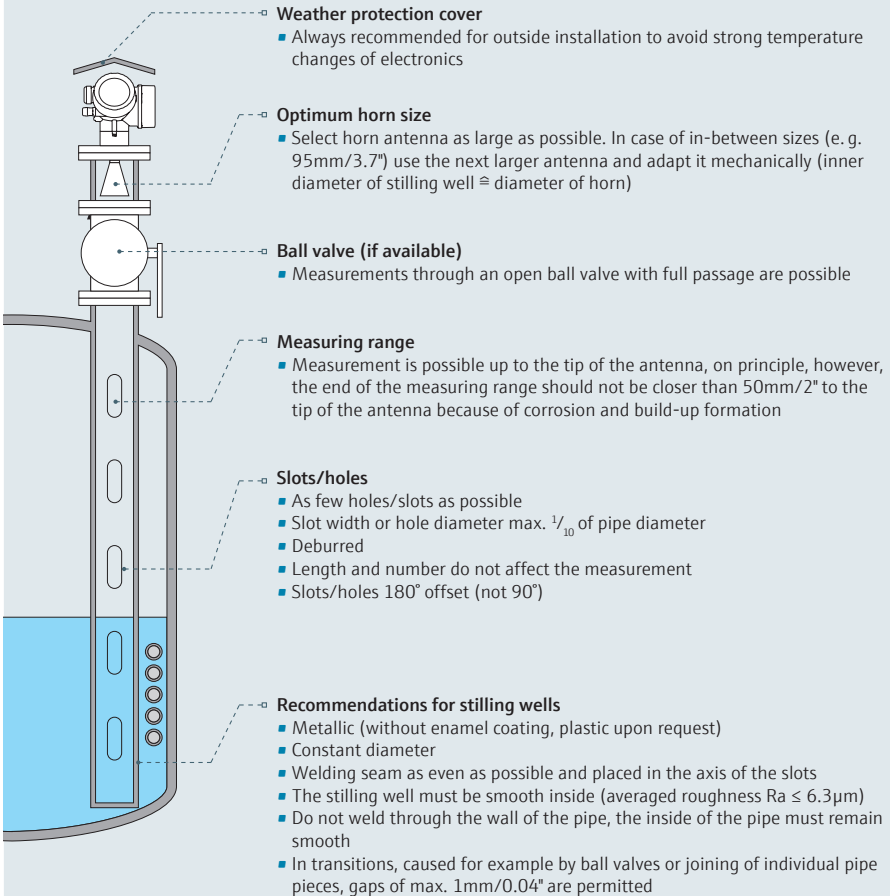 Weather protection cover
▪ Always recommended for outside installation to avoid strong temperature
changes of electronics
Optimum horn size
▪ Select horn antenna as large as possible. In case of in-between sizes (e. g.
95mm/3.7") use the next larger antenna and adapt it mechanically (inner
diameter of stilling well ≙ diameter of horn)
Ball valve (if available)
▪ Measurements through an open ball valve with full passage are possible
Measuring range
▪ Measurement is possible up to the tip of the antenna, on principle, however,
the end of the measuring range should not be closer than 50mm/2" to the
tip of the antenna because of corrosion and build-up formation
Slots/holes
▪ As few holes/slots as possible
▪ Slot width or hole diameter max. 1/10 of pipe diameter
▪ Deburred
▪ Length and number do not affect the measurement
▪ Slots/holes 180° offset (not 90°)
Recommendations for stilling wells
▪ Metallic (without enamel coating, plastic upon request)
▪ Constant diameter
▪ Welding seam as even as possible and placed in the axis of the slots
▪ The stilling well must be smooth inside (averaged roughness Ra ≤ 6.3µm)
▪ Do not weld through the wall of the pipe, the inside of the pipe must remain
smooth
▪ In transitions, caused for example by ball valves or joining of individual pipe
pieces, gaps of max. 1mm/0.04" are permitted